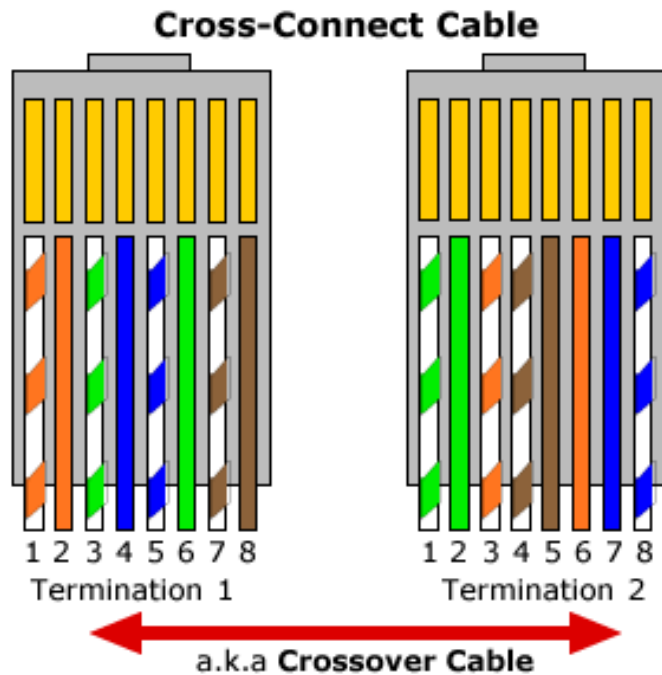 Cross-Connect Cable
1 2 3 4 5 6 7 8
1 2 3 4 5 6 7 8
Termination 1
Termination 2
a.k.a Crossover Cable